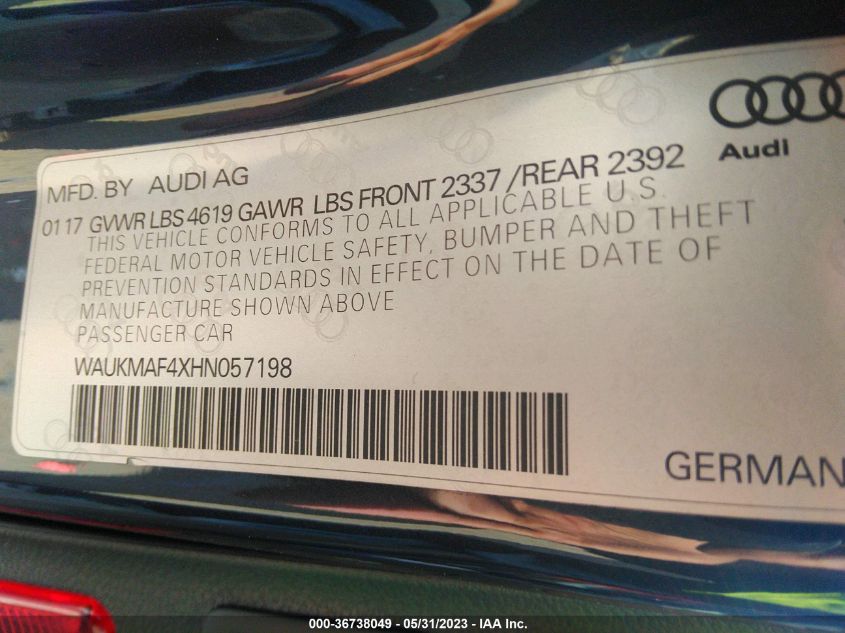 Audi
MFD. BY AUDI AG
01 17 GVWR LBS 4619 GAWR LBS FRONT 2337 /REAR 2392
THIS VEHICLE CONFORMS TO ALL APPLICABLE U.S.
FEDERAL MOTOR VEHICLE SAFETY, BUMPER AND THEFT
PREVENTION STANDARDS IN EFFECT ON THE DATE OF
MANUFACTURE SHOWN ABOVE
PASSENGER CAR
WAUKMAF4XHN057198
GERMAN
000-36738049 - 05/31/2023 - IAA Inc.